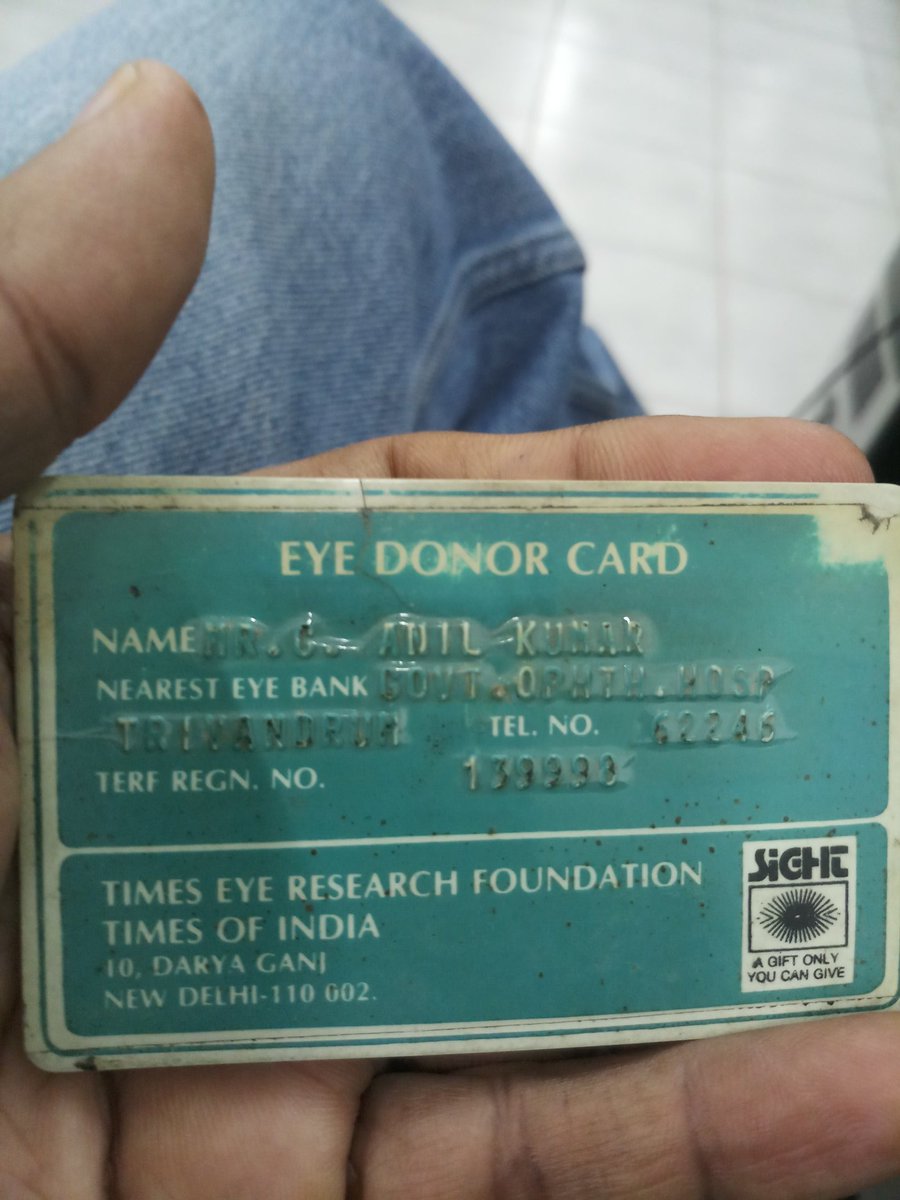 EYE DONOR CARD
NAME MR. G. ANIL KUMAR
NEAREST EYE BANK GOVT.OPHTH.HOSP
TRIVANDRUM TEL. NO. 62246
TERF REGN. NO.
TIMES EYE RESEARCH FOUNDATION
TIMES OF INDIA
10, DARYA GANJ
NEW DELHI-110 002.
SIGHT
A GIFT ONLY
YOU CAN GIVE